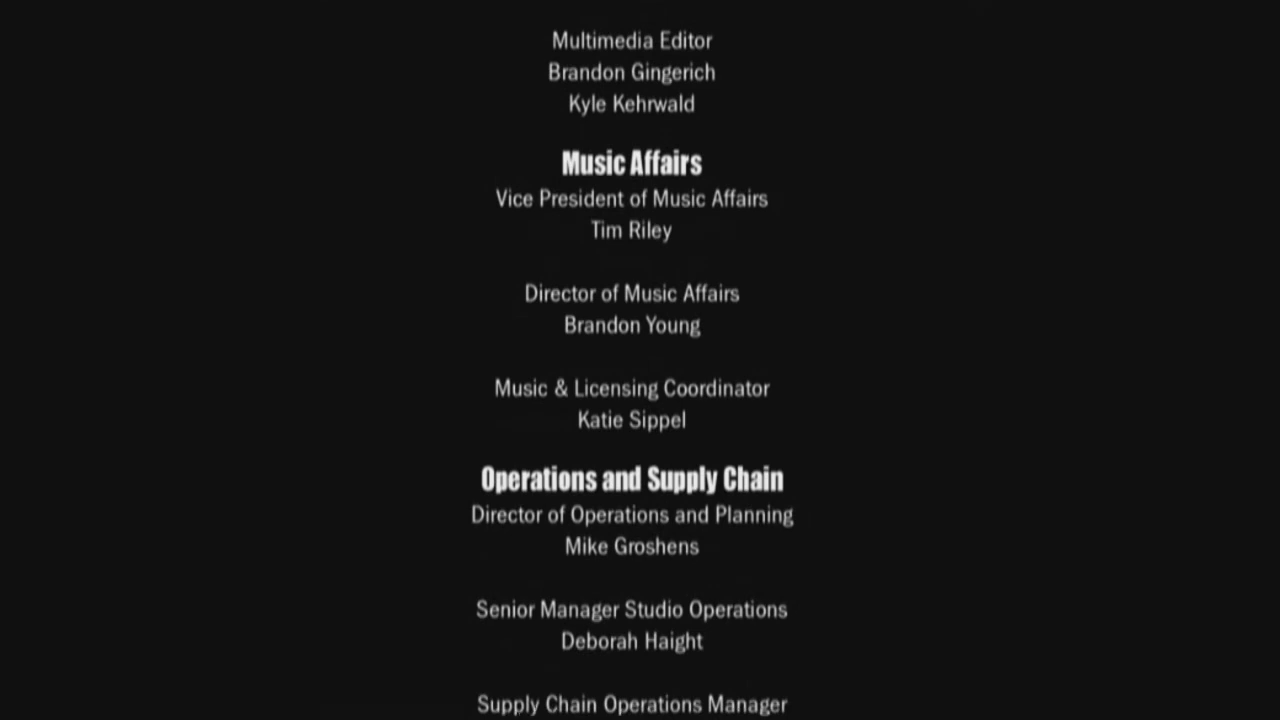 Multimedia Editor
Brandon Gingerich
Kyle Kehrwald
Music Affairs
Vice President of Music Affairs
Tim Riley
Director of Music Affairs
Brandon Young
Music & Licensing Coordinator
Katie Sippel
Operations and Supply Chain
Director of Operations and Planning
Mike Groshens
Senior Manager Studio Operations
Deborah Haight
Supply Chain Operations Manager